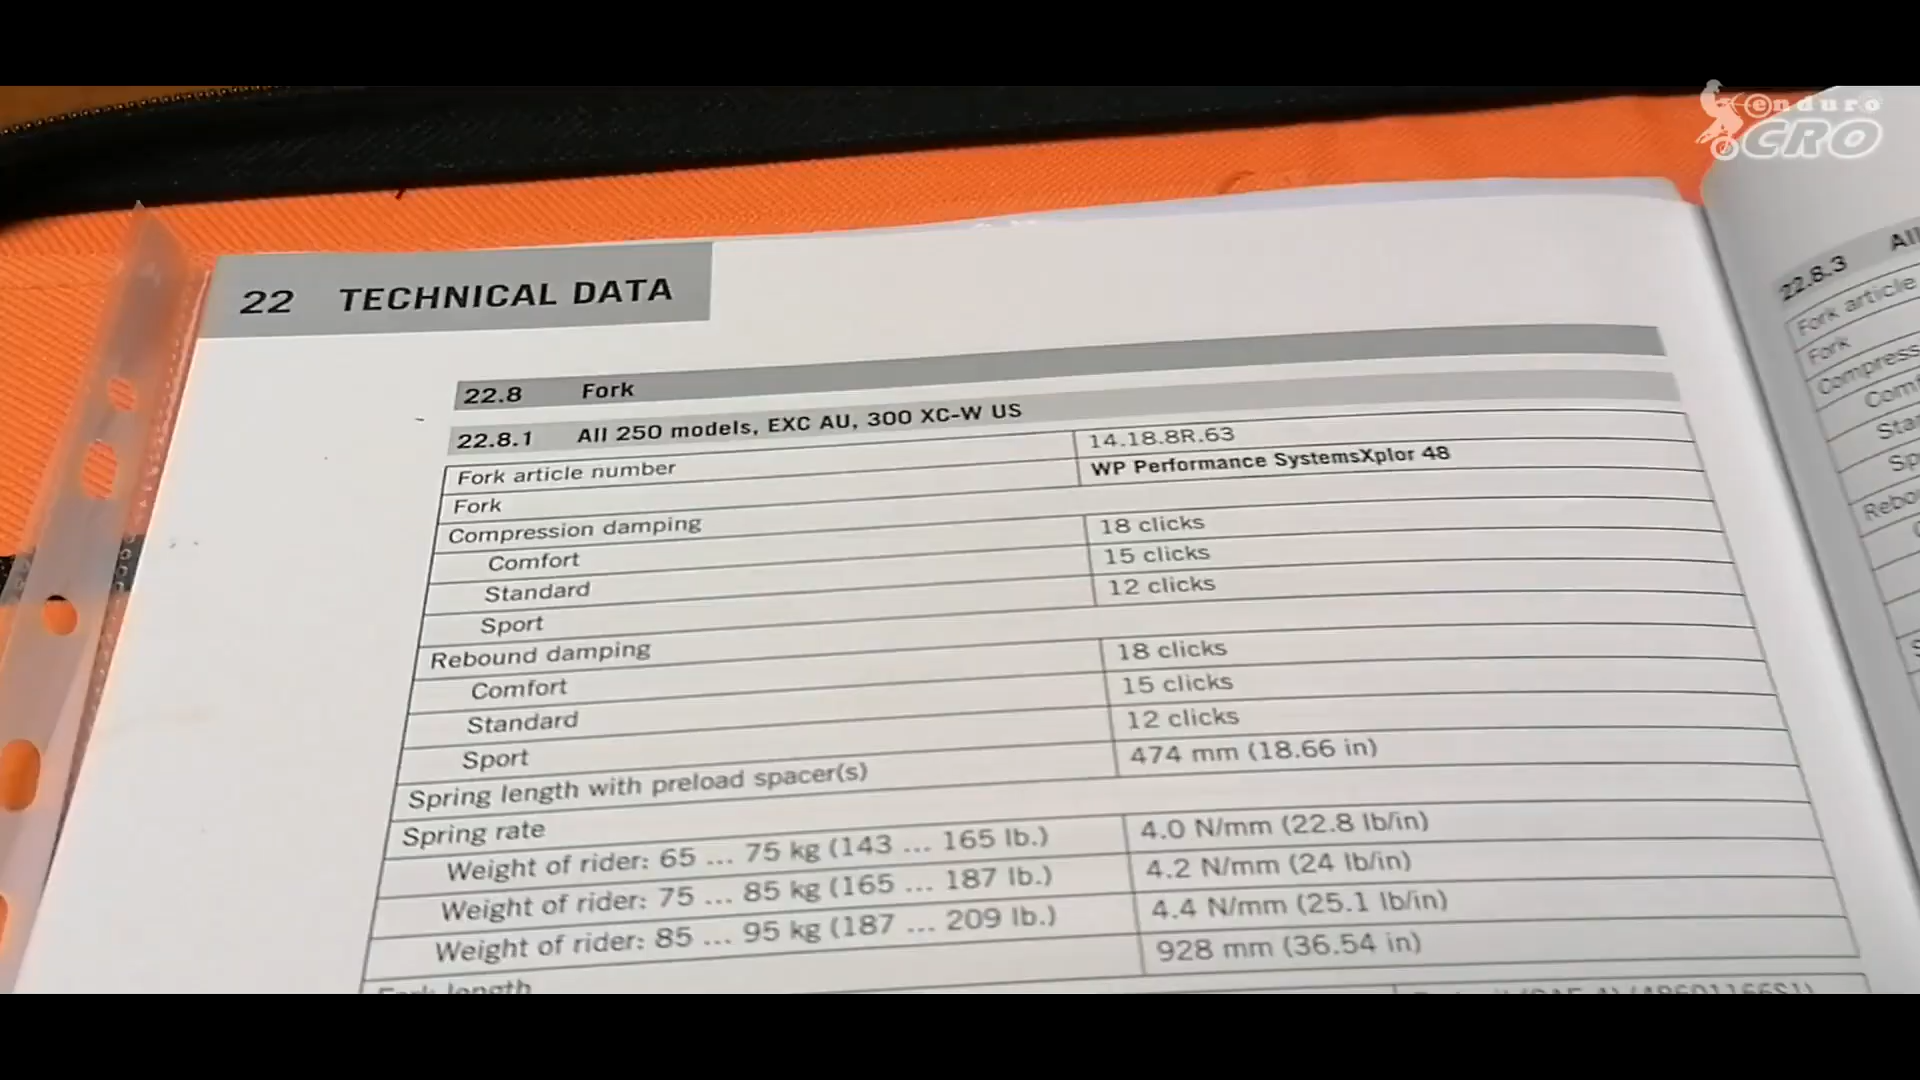 enduro
CRO
22 TECHNICAL DATA
22.8 Fork
22.8.1 All 250 models, EXC AU, 300 XC-W US
Fork article number 14.18.8R.63
Fork WP Performance SystemsXplor 48
Compression damping
Comfort 18 clicks
Standard 15 clicks
Sport 12 clicks
Rebound damping
Comfort 18 clicks
Standard 15 clicks
Sport 12 clicks
Spring length with preload spacer(s) 474 mm (18.66 in)
Spring rate
Weight of rider: 65 ... 75 kg (143 ... 165 lb.) 4.0 N/mm (22.8 lb/in)
Weight of rider: 75 ... 85 kg (165 ... 187 lb.) 4.2 N/mm (24 lb/in)
Weight of rider: 85 ... 95 kg (187 ... 209 lb.) 4.4 N/mm (25.1 lb/in)
Fork length 928 mm (36.54 in)
22.8.3 All
Fork article
Fork
Compress
Comf
Stan
Sp
Rebo